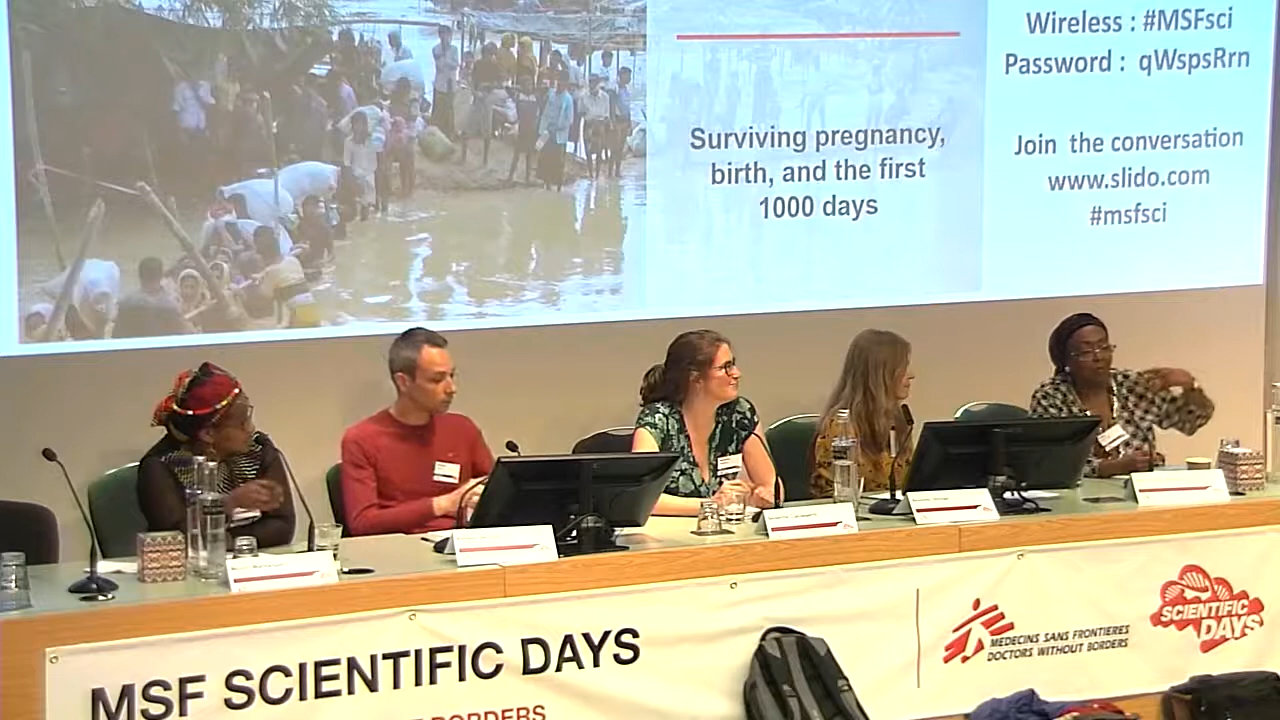 Wireless : #MSFsci
Password : qWspsRrn
Surviving pregnancy,
birth, and the first
1000 days
Join the conversation
www.slido.com
#msfsci
MSF SCIENTIFIC DAYS
BORDERS
MEDECINS SANS FRONTIERES
DOCTORS WITHOUT BORDERS
SCIENTIFIC
DAYS